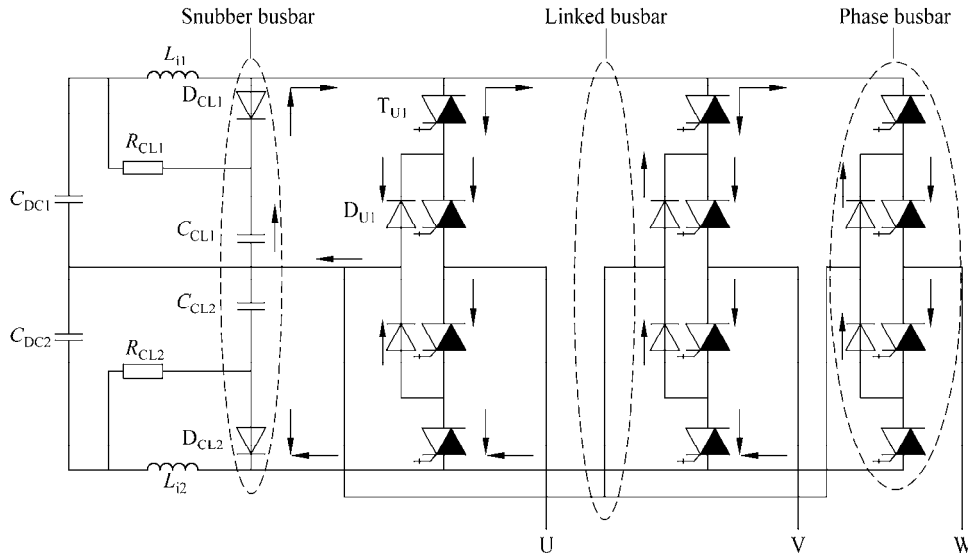 Snubber busbar
Linked busbar
Phase busbar
Li1
DCL1
TU1
RCL1
CDC1
DU1
CCL1
CCL2
CDC2
RCL2
DCL2
Li2
U
V
W